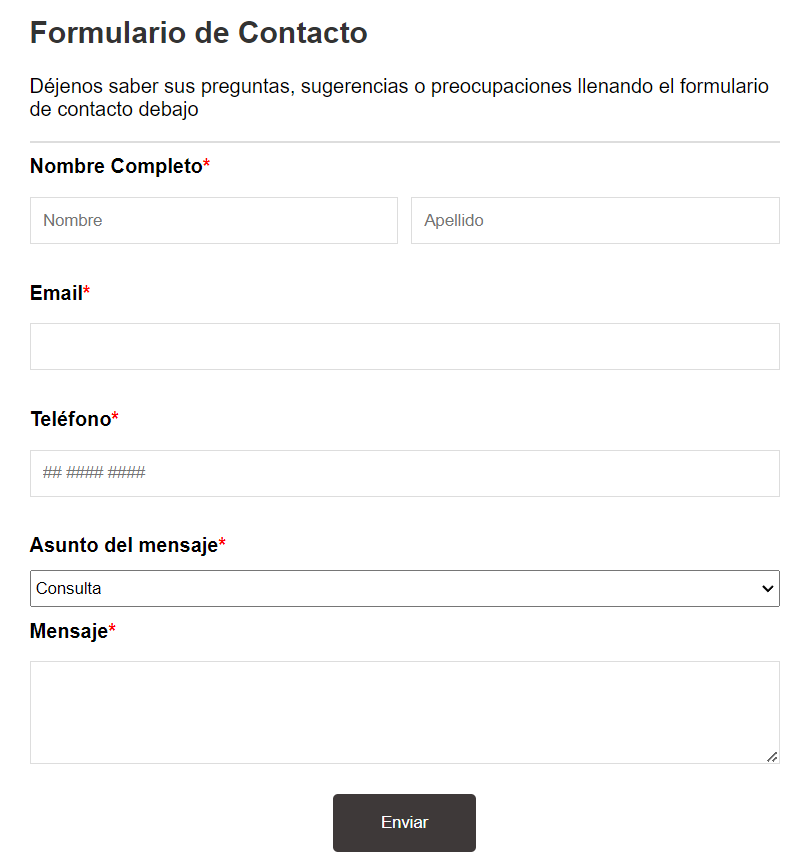 Formulario de Contacto
Déjenos saber sus preguntas, sugerencias o preocupaciones llenando el formulario
de contacto debajo
Nombre Completo*
Nombre Apellido
Email*
Teléfono*
## #### ####
Asunto del mensaje*
Consulta
Mensaje*
Enviar